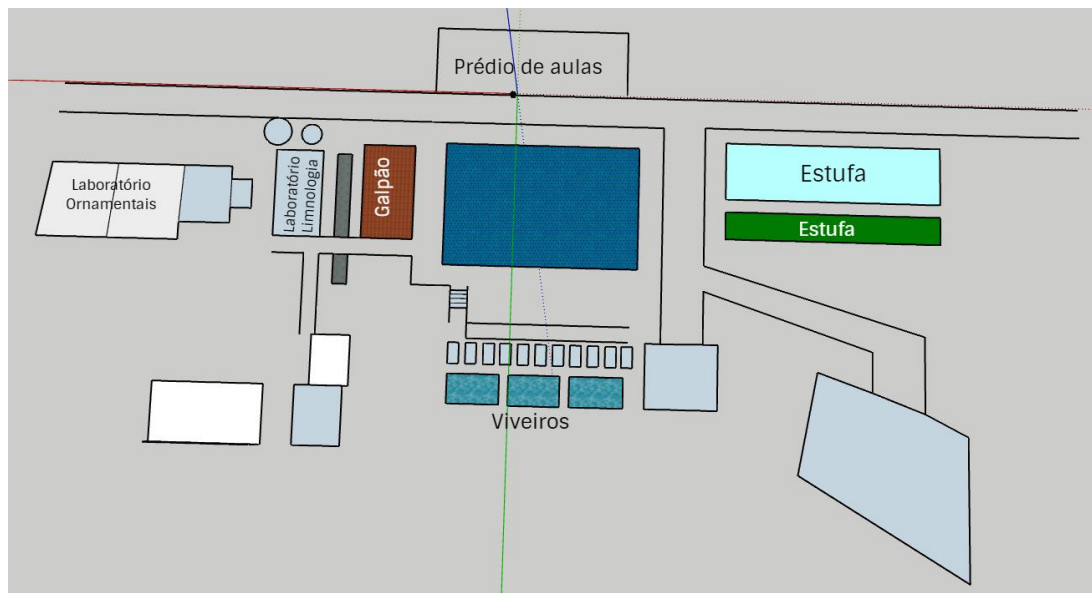 Prédio de aulas
Laboratório
Ornamentais
Laboratório
Limnologia
Galpão
Estufa
Estufa
Viveiros